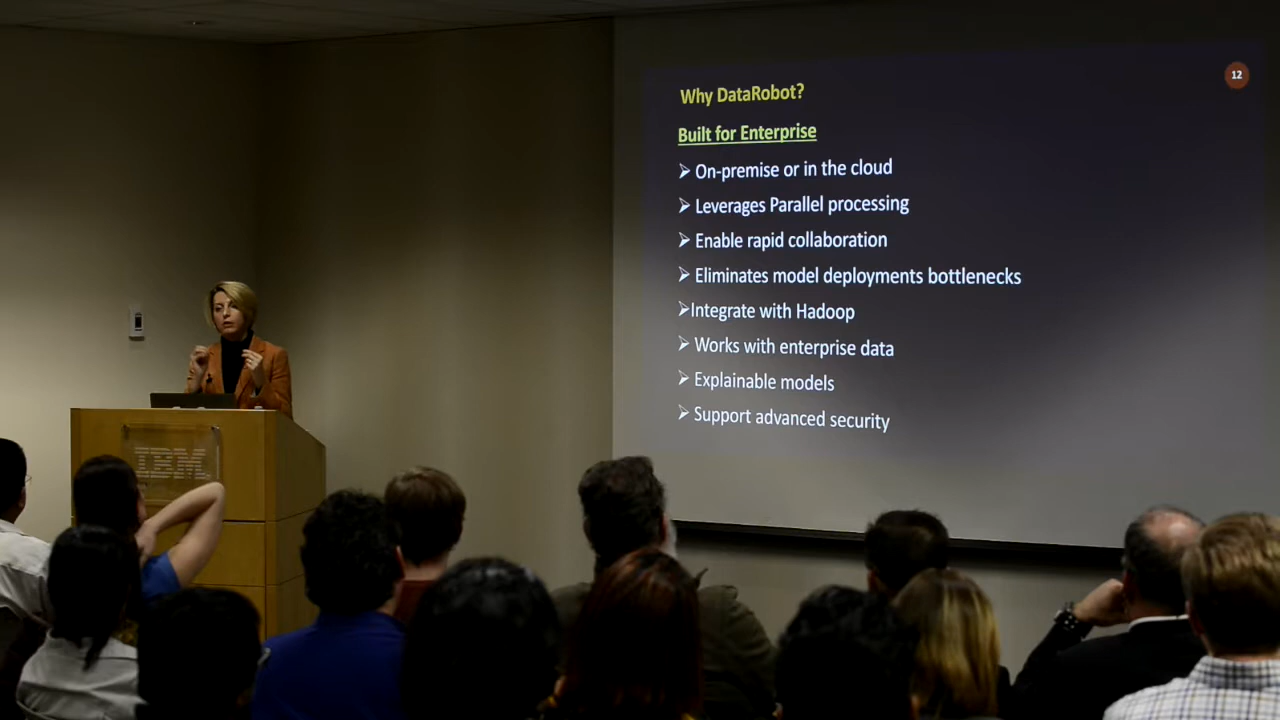 12
Why DataRobot?
Built for Enterprise
➢ On-premise or in the cloud
➢ Leverages Parallel processing
➢ Enable rapid collaboration
➢ Eliminates model deployments bottlenecks
➢Integrate with Hadoop
➢ Works with enterprise data
➢ Explainable models
➢ Support advanced security
IBM